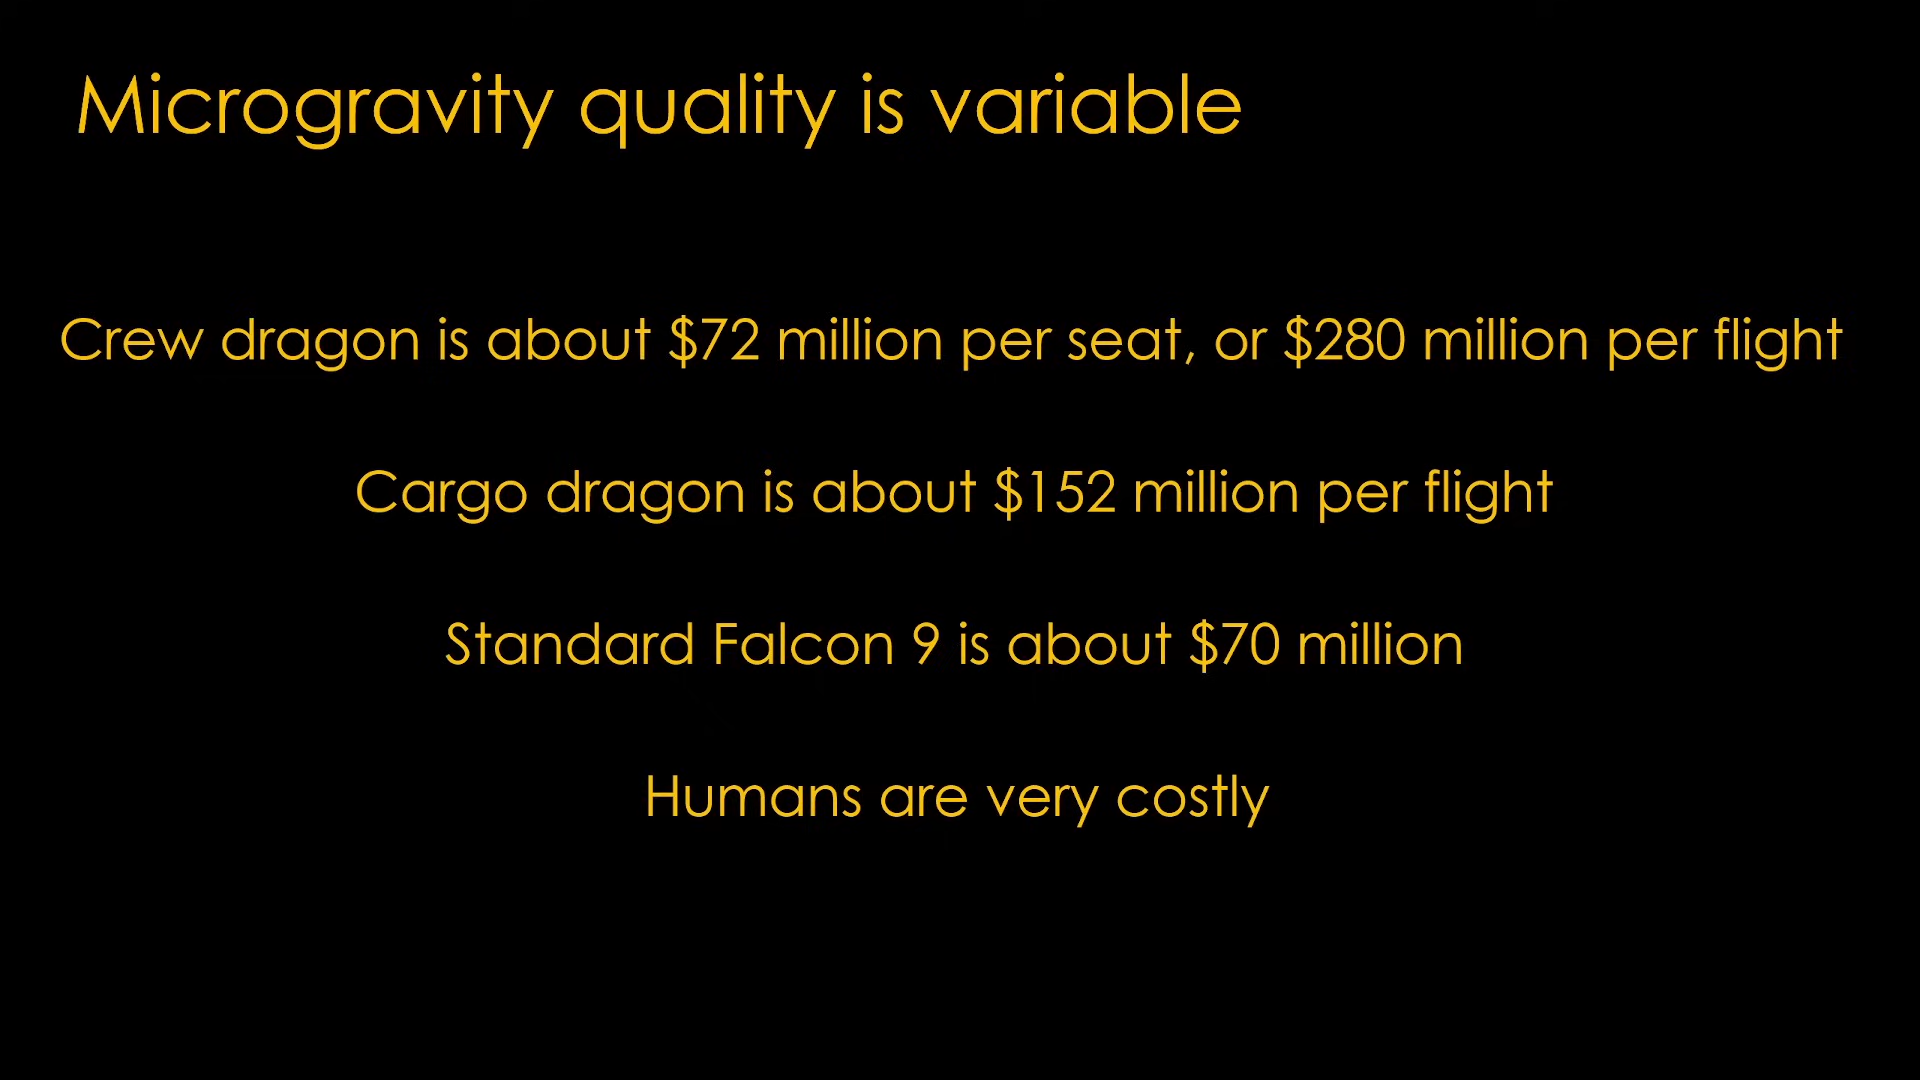 Microgravity quality is variable
Crew dragon is about $72 million per seat, or $280 million per flight
Cargo dragon is about $152 million per flight
Standard Falcon 9 is about $70 million
Humans are very costly